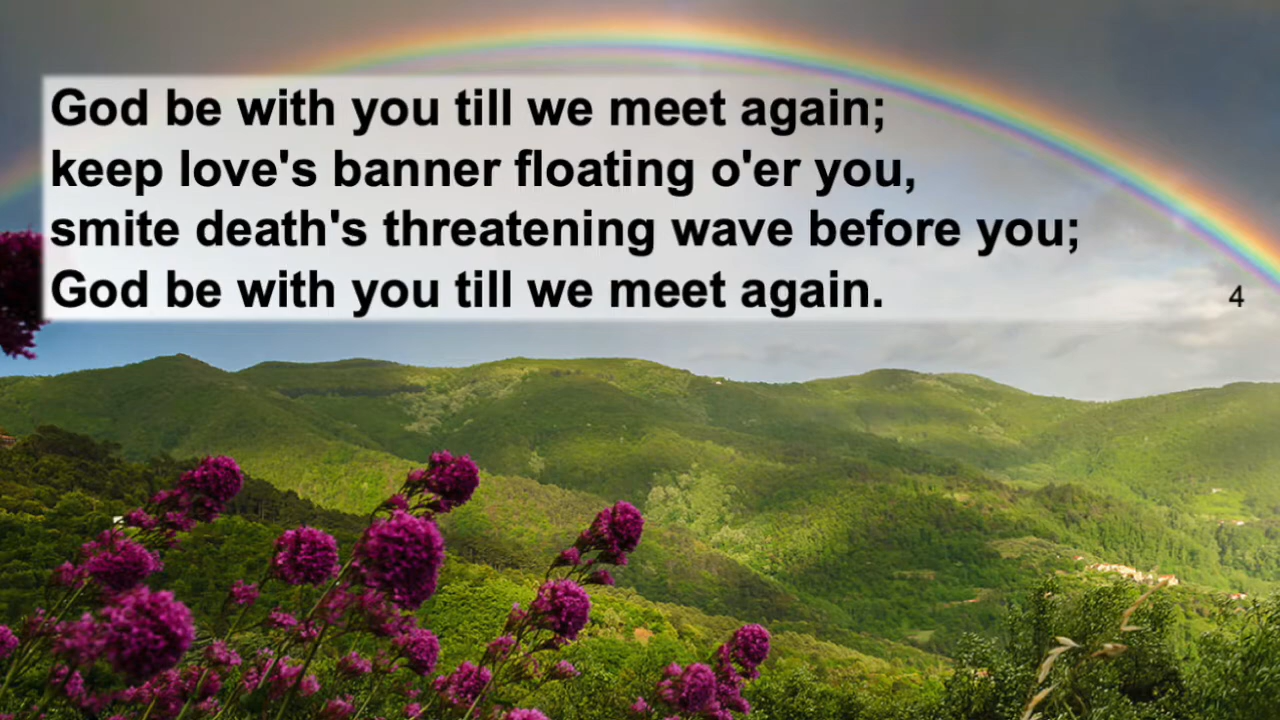 God be with you till we meet again;
keep love's banner floating o'er you,
smite death's threatening wave before you;
God be with you till we meet again.
4